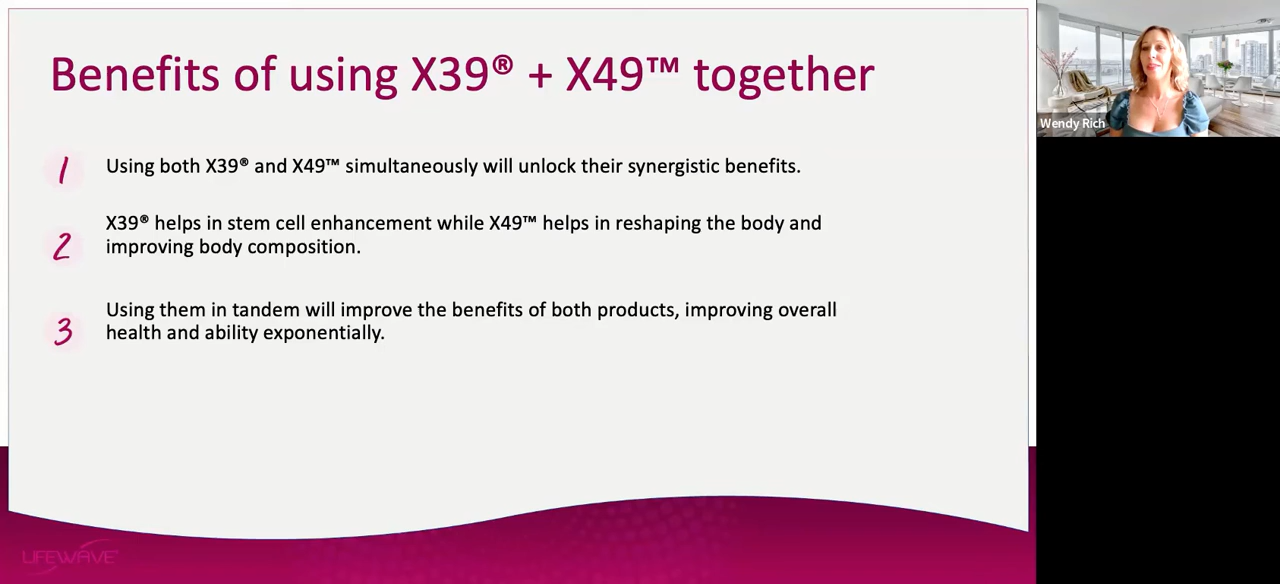 Benefits of using X39® + X49™ together
1
Using both X39® and X49™ simultaneously will unlock their synergistic benefits.
2
X39® helps in stem cell enhancement while X49™ helps in reshaping the body and
improving body composition.
3
Using them in tandem will improve the benefits of both products, improving overall
health and ability exponentially.
LIFEWAVE®
Wendy Rich